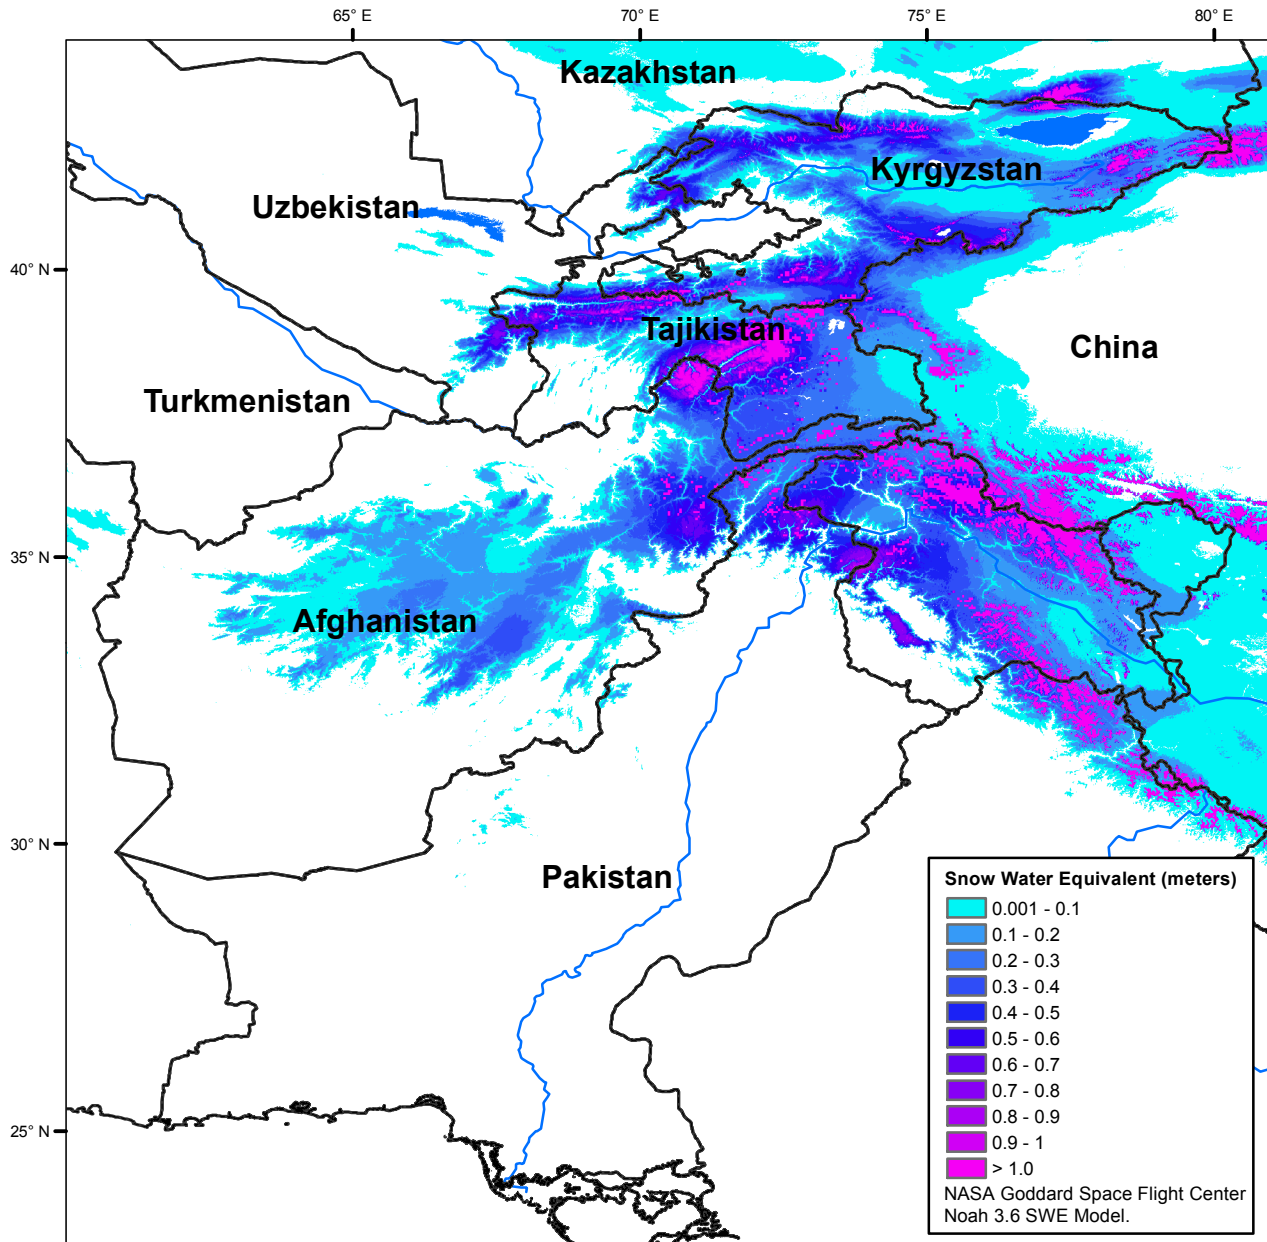 65° E
70° E
75° E
80° E
Kazakhstan
Kyrgyzstan
Uzbekistan
40° N
Tajikistan
China
Turkmenistan
35° N
Afghanistan
30° N
Pakistan
25° N
Snow Water Equivalent (meters)
0.001 - 0.1
0.1 - 0.2
0.2 - 0.3
0.3 - 0.4
0.4 - 0.5
0.5 - 0.6
0.6 - 0.7
0.7 - 0.8
0.8 - 0.9
0.9 - 1
> 1.0
NASA Goddard Space Flight Center
Noah 3.6 SWE Model.